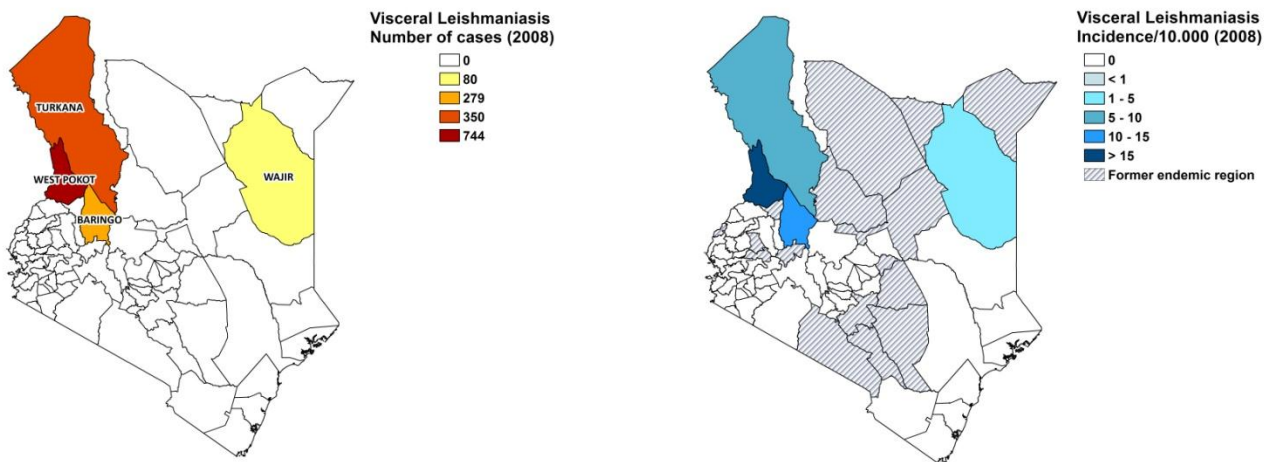 Visceral Leishmaniasis
Number of cases (2008)
0
80
279
350
744
TURKANA
WEST POKOT
BARINGO
WAJIR
Visceral Leishmaniasis
Incidence/10.000 (2008)
0
< 1
1 - 5
5 - 10
10 - 15
> 15
Former endemic region